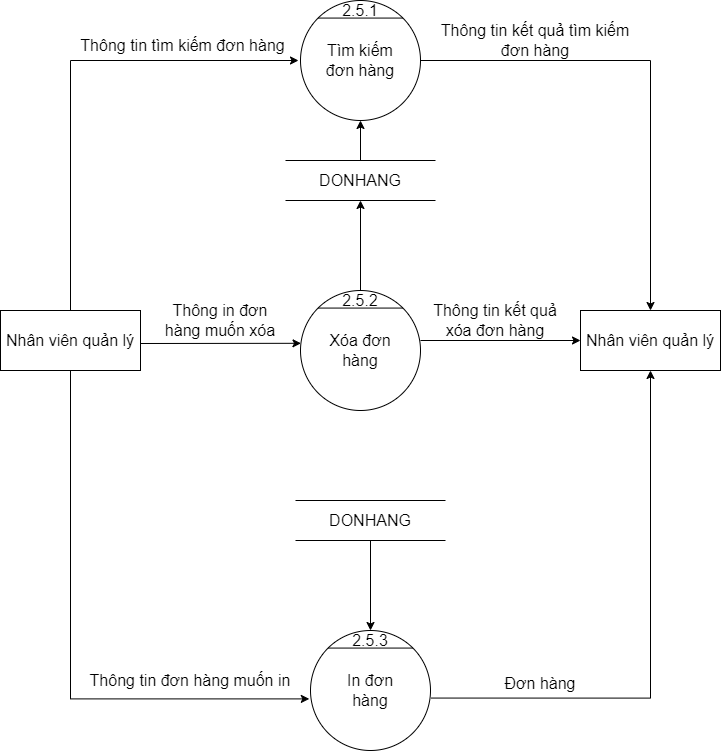 2.5.1
Tìm kiếm
đơn hàng
Thông tin tìm kiếm đơn hàng
Thông tin kết quả tìm kiếm
đơn hàng
DONHANG
2.5.2
Xóa đơn
hàng
Thông in đơn
hàng muốn xóa
Thông tin kết quả
xóa đơn hàng
Nhân viên quản lý
Nhân viên quản lý
DONHANG
2.5.3
In đơn
hàng
Thông tin đơn hàng muốn in
Đơn hàng